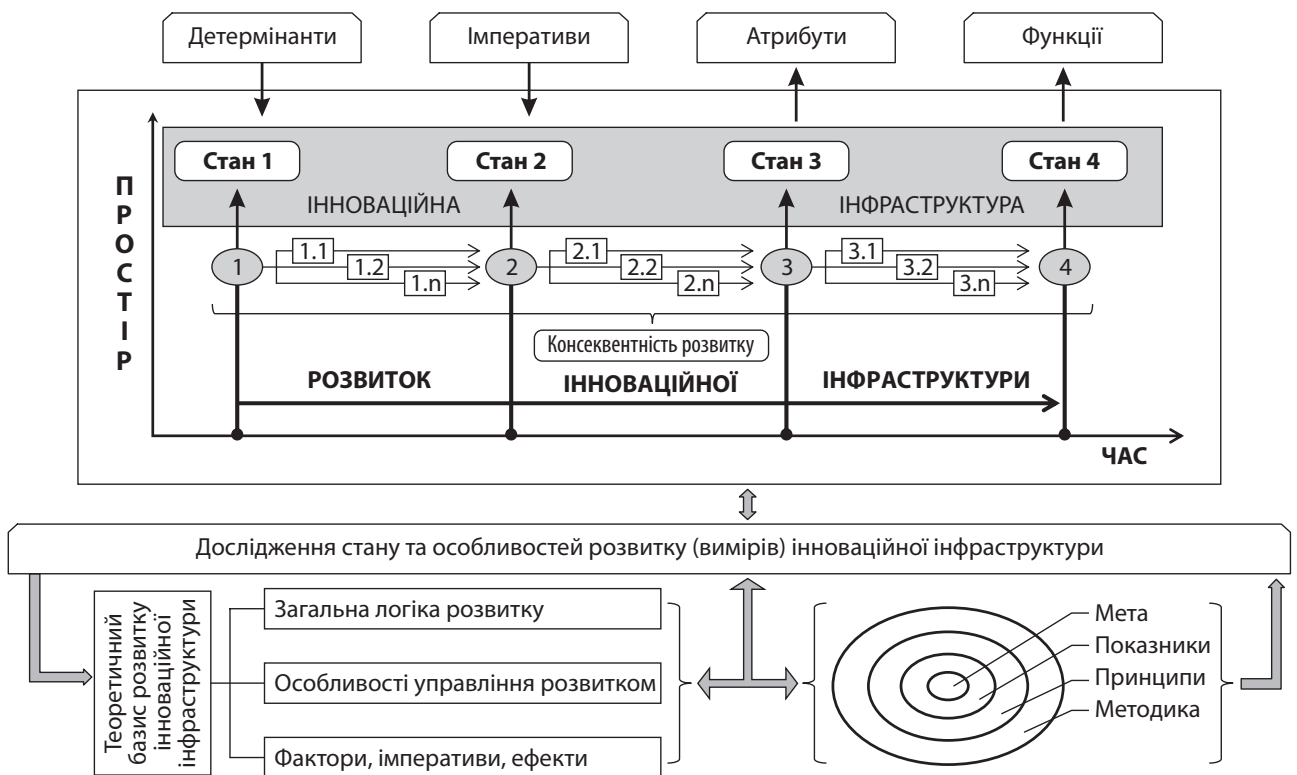 Детермінанти
Імперативи
Атрибути
Функції
ПРОСТІР
Стан 1
Стан 2
Стан 3
Стан 4
ІННОВАЦІЙНА
ІНФРАСТРУКТУРА
1
1.1
1.2
1.n
2
2.1
2.2
2.n
3
3.1
3.2
3.n
4
Консеквентність розвитку
РОЗВИТОК
ІННОВАЦІЙНОЇ
ІНФРАСТРУКТУРИ
ЧАС
Дослідження стану та особливостей розвитку (вимірів) інноваційної інфраструктури
Теоретичний
базис розвитку
інноваційної
інфраструктури
Загальна логіка розвитку
Особливості управління розвитком
Фактори, імперативи, ефекти
Мета
Показники
Принципи
Методика